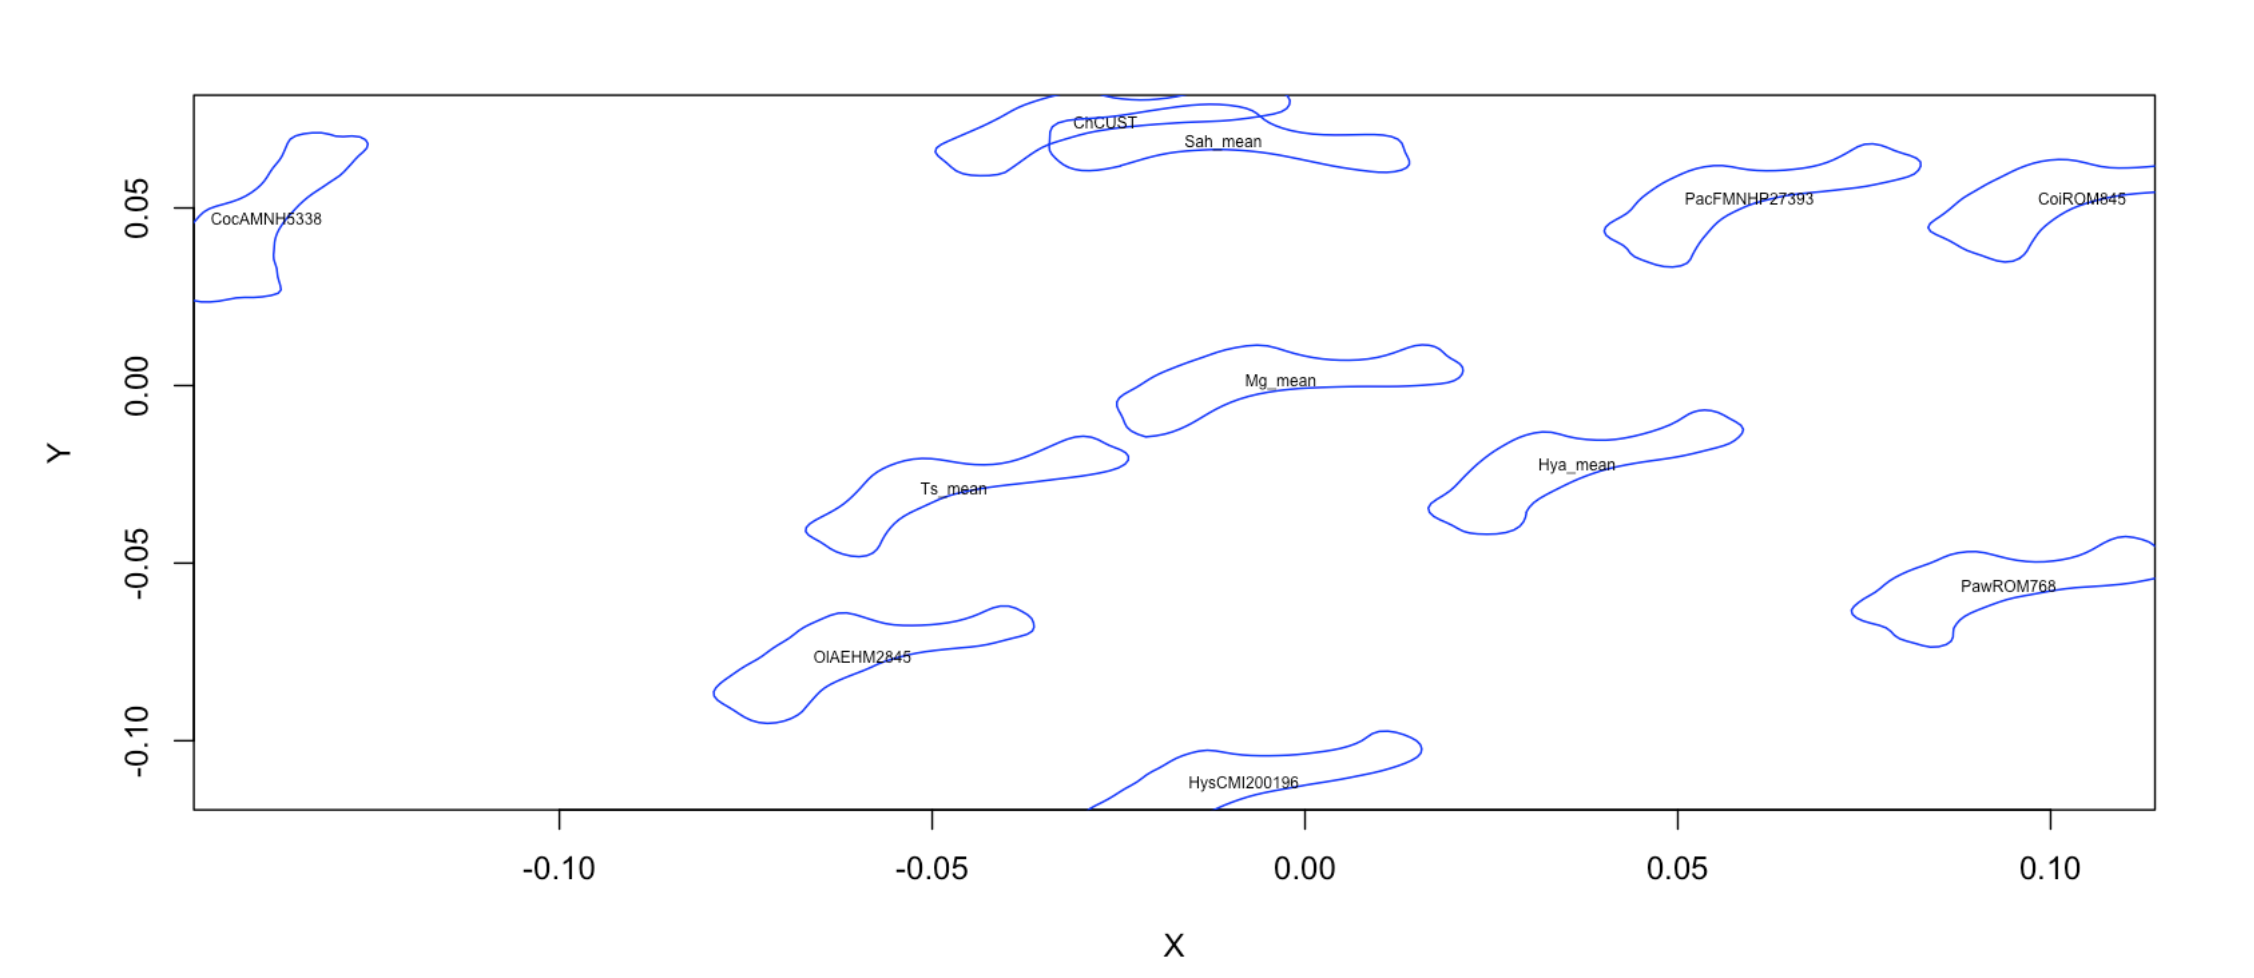 ChCUST
Sah_mean
CocAMNH5338
PacFMNHP27393
CoiROM845
Mg_mean
Hya_mean
Ts_mean
PawROM768
OlAEHM2845
HysCMI200196
Y
0.05
0.00
-0.05
-0.10
-0.10 -0.05 0.00 0.05 0.10
X